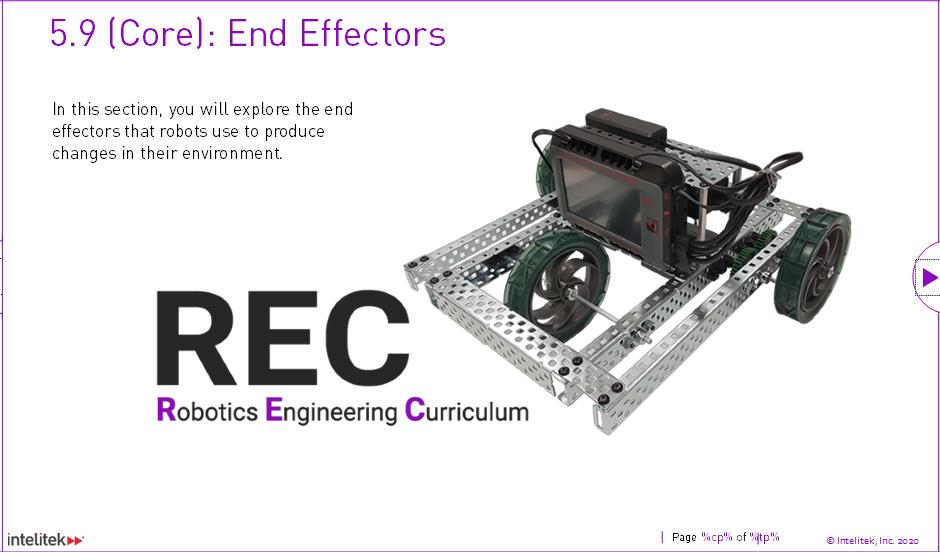 5.9 (Core): End Effectors
In this section, you will explore the end
effectors that robots use to produce
changes in their environment.
REC
Robotics Engineering Curriculum
intelitek
Page %cp% of %tp%
© Intelitek, Inc. 2020